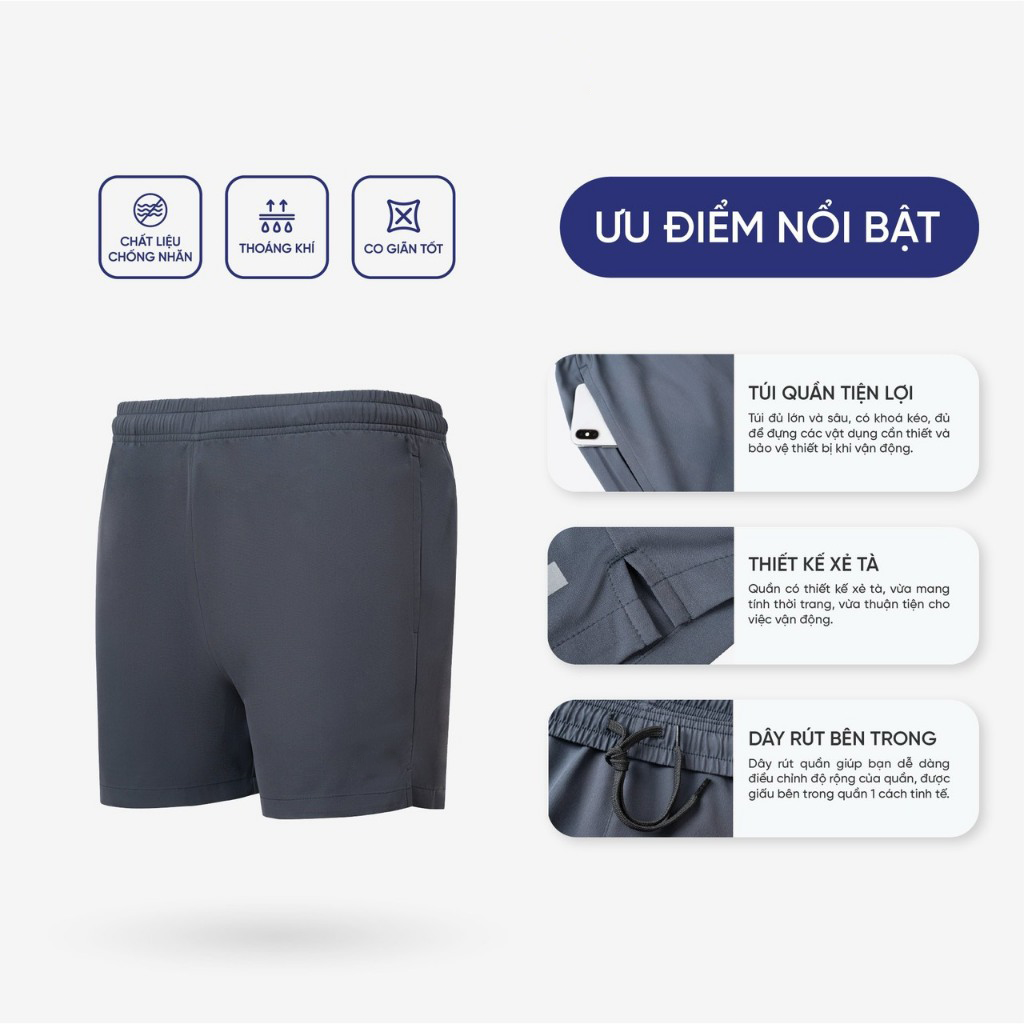 CHẤT LIỆU
CHỐNG NHĂN
THOÁNG KHÍ
CO GIÃN TỐT
ƯU ĐIỂM NỔI BẬT
TÚI QUẦN TIỆN LỢI
Túi đủ lớn và sâu, có khoá kéo, đủ
để đựng các vật dụng cần thiết và
bảo vệ thiết bị khi vận động.
THIẾT KẾ XẺ TÀ
Quần có thiết kế xẻ tà, vừa mang
tính thời trang, vừa thuận tiện cho
việc vận động.
DÂY RÚT BÊN TRONG
Dây rút quần giúp bạn dễ dàng
điều chỉnh độ rộng của quần, được
giấu bên trong quần 1 cách tinh tế.